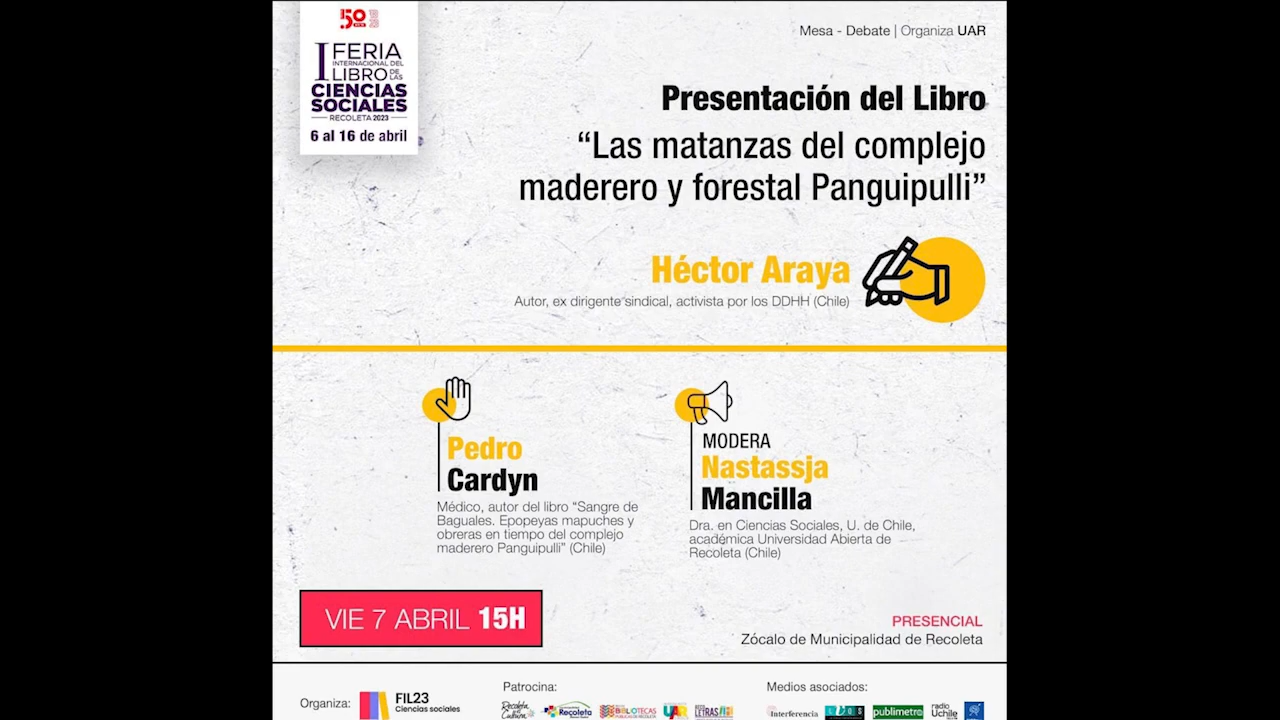 50
I FERIA
INTERNACIONAL DEL
LIBRO DE LAS
CIENCIAS
SOCIALES
RECOLETA 2023
6 al 16 de abril
Mesa - Debate | Organiza UAR
Presentación del Libro
“Las matanzas del complejo
maderero y forestal Panguipulli”
Héctor Araya
Autor, ex dirigente sindical, activista por los DDHH (Chile)
Pedro
Cardyn
Médico, autor del libro “Sangre de
Baguales. Epopeyas mapuches y
obreras en tiempo del complejo
maderero Panguipulli” (Chile)
MODERA
Nastassja
Mancilla
Dra. en Ciencias Sociales, U. de Chile,
académica Universidad Abierta de
Recoleta (Chile)
VIE 7 ABRIL 15H
PRESENCIAL
Zócalo de Municipalidad de Recoleta
Organiza:
FIL23
Ciencias sociales
Patrocina:
Recoleta
Recoleta
BIBLIOTECAS
UAR
LETRAS
Medios asociados:
Interferencia
publimetro
radio
Uchile